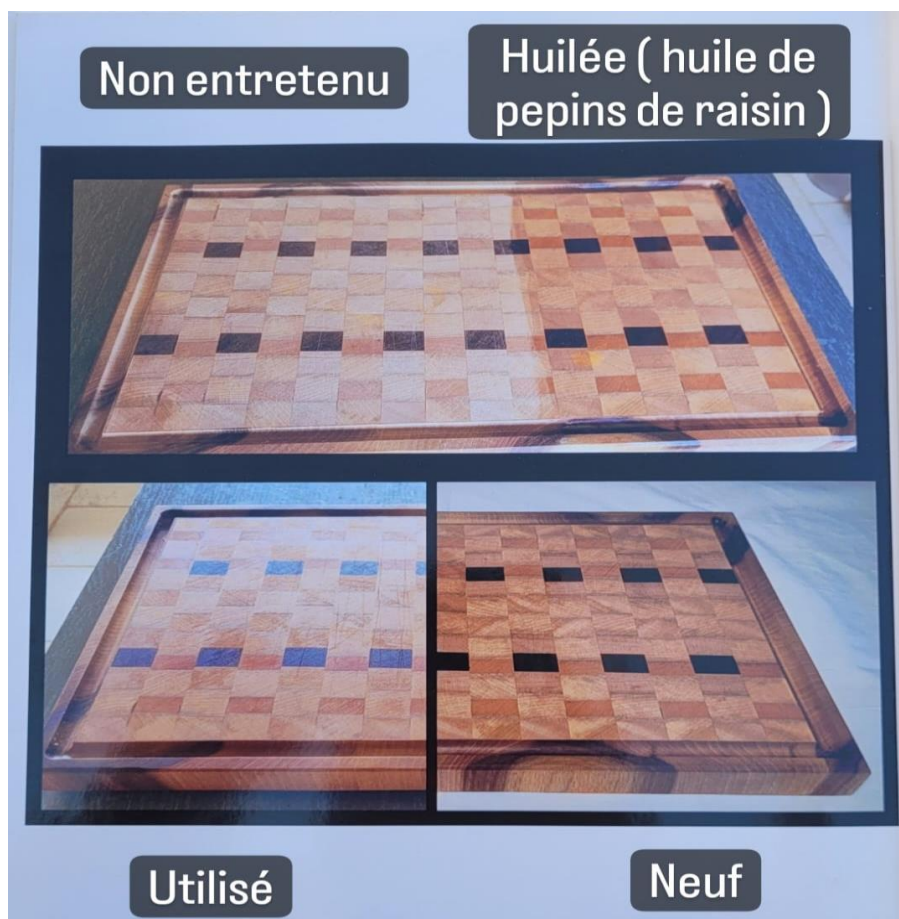 Non entretenu
Huilée ( huile de
pepins de raisin )
Utilisé
Neuf